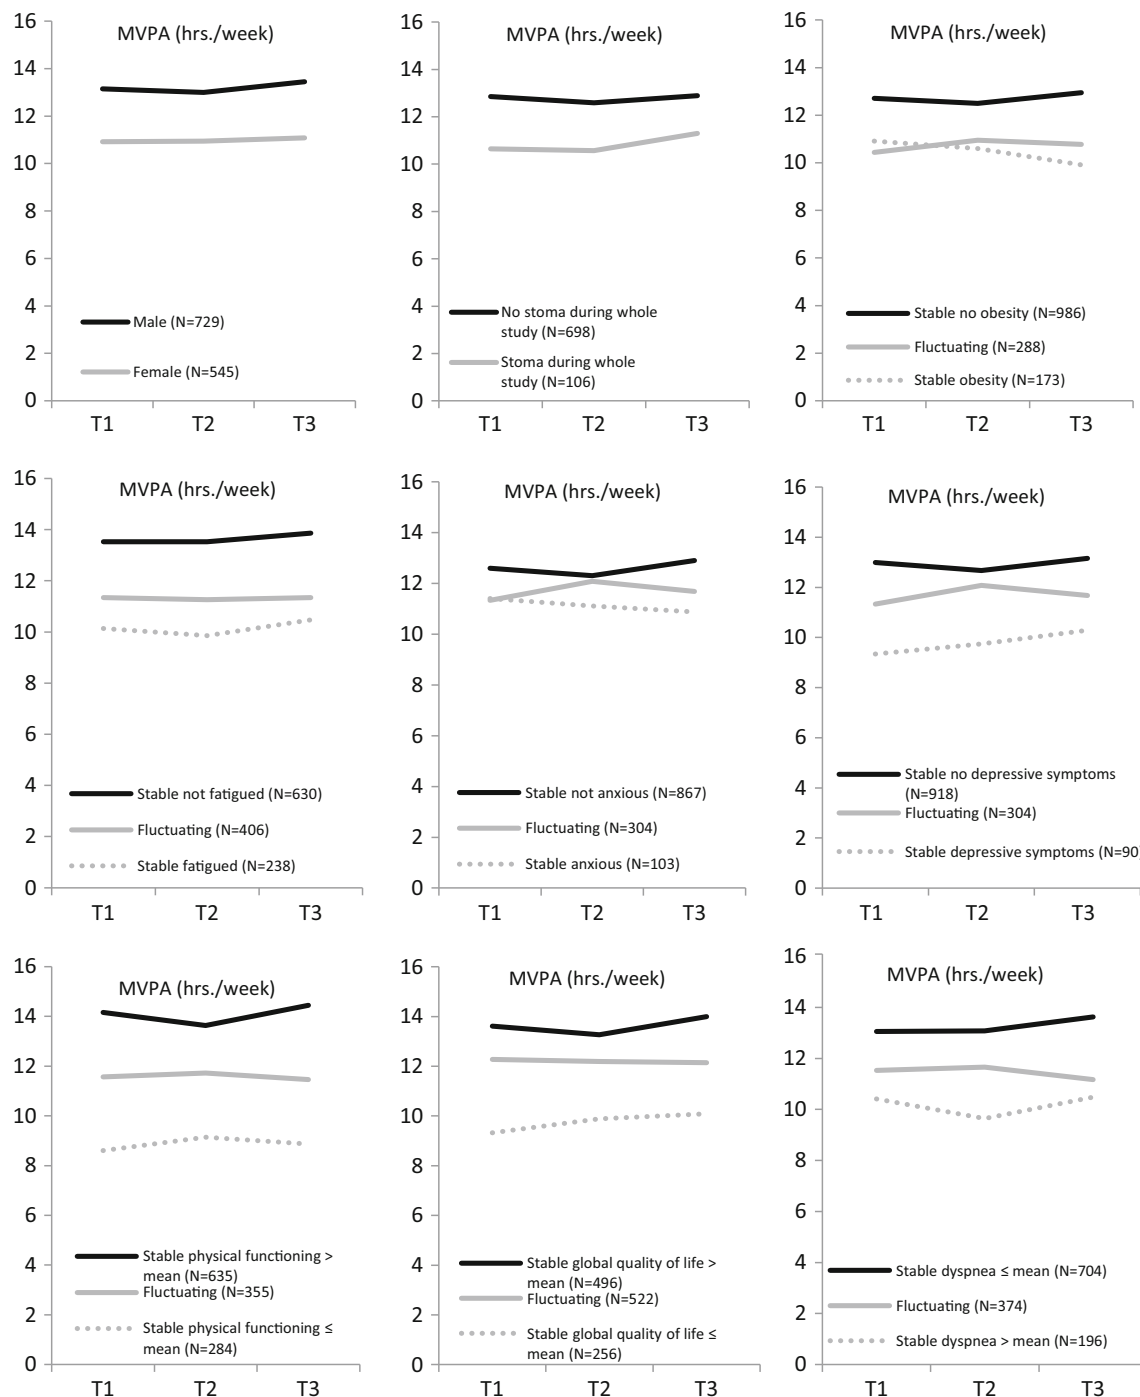 MVPA (hrs./week)
16
14
12
10
8
6
4
2
0
Male (N=729)
Female (N=545)
T1 T2 T3
MVPA (hrs./week)
16
14
12
10
8
6
4
2
0
No stoma during whole
study (N=698)
Stoma during whole
study (N=106)
T1 T2 T3
MVPA (hrs./week)
16
14
12
10
8
6
4
2
0
Stable no obesity (N=986)
Fluctuating (N=288)
Stable obesity (N=173)
T1 T2 T3
MVPA (hrs./week)
16
14
12
10
8
6
4
2
0
Stable not fatigued (N=630)
Fluctuating (N=406)
Stable fatigued (N=238)
T1 T2 T3
MVPA (hrs./week)
16
14
12
10
8
6
4
2
0
Stable not anxious (N=867)
Fluctuating (N=304)
Stable anxious (N=103)
T1 T2 T3
MVPA (hrs./week)
16
14
12
10
8
6
4
2
0
Stable no depressive symptoms
(N=918)
Fluctuating (N=304)
Stable depressive symptoms (N=90)
T1 T2 T3
MVPA (hrs./week)
16
14
12
10
8
6
4
2
0
Stable physical functioning >
mean (N=635)
Fluctuating (N=355)
Stable physical functioning ≤
mean (N=284)
T1 T2 T3
MVPA (hrs./week)
16
14
12
10
8
6
4
2
0
Stable global quality of life >
mean (N=496)
Fluctuating (N=522)
Stable global quality of life ≤
mean (N=256)
T1 T2 T3
MVPA (hrs./week)
16
14
12
10
8
6
4
2
0
Stable dyspnea ≤ mean (N=704)
Fluctuating (N=374)
Stable dyspnea > mean (N=196)
T1 T2 T3